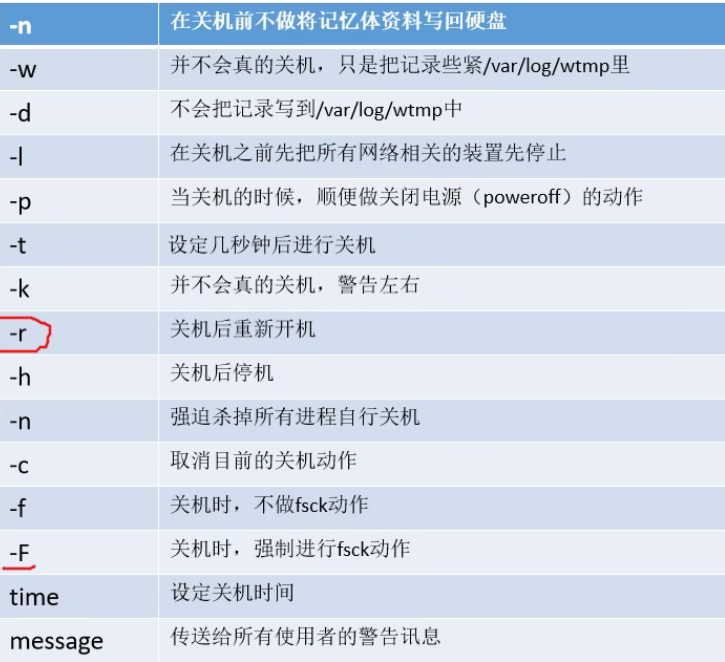 -n 在关机前不做将记忆体资料写回硬盘
-w 并不会真的关机，只是把记录些紧/var/log/wtmp里
-d 不会把记录写到/var/log/wtmp中
-l 在关机之前先把所有网络相关的装置先停止
-p 当关机的时候，顺便做关闭电源（poweroff）的动作
-t 设定几秒钟后进行关机
-k 并不会真的关机，警告左右
-r 关机后重新开机
-h 关机后停机
-n 强迫杀掉所有进程自行关机
-c 取消目前的关机动作
-f 关机时，不做fsck动作
-F 关机时，强制进行fsck动作
time 设定关机时间
message 传送给所有使用者的警告讯息